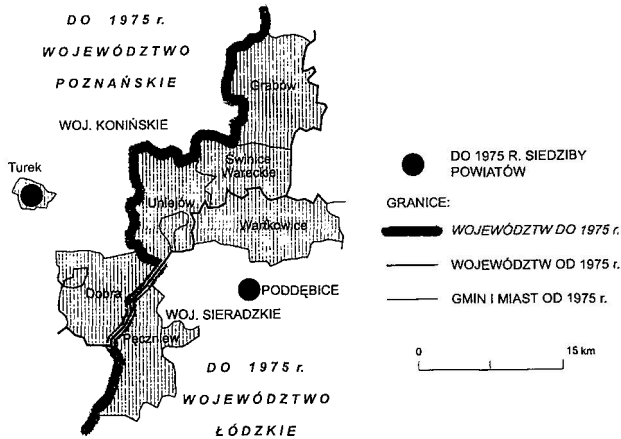 DO 1975 r.
WOJEWÓDZTWO
POZNAŃSKIE
WOJ. KONIŃSKIE
Turek
Grabów
Świnice
Wareckie
Uniejów
Wartkowice
Dobra
PODDĘBICE
WOJ. SIERADZKIE
Pęczniew
DO 1975 r.
WOJEWÓDZTWO
ŁÓDZKIE
DO 1975 R. SIEDZIBY
POWIATÓW
GRANICE:
WOJEWÓDZTW DO 1975 r.
WOJEWÓDZTW OD 1975 r.
GMIN I MIAST OD 1975 r.
0 15 km